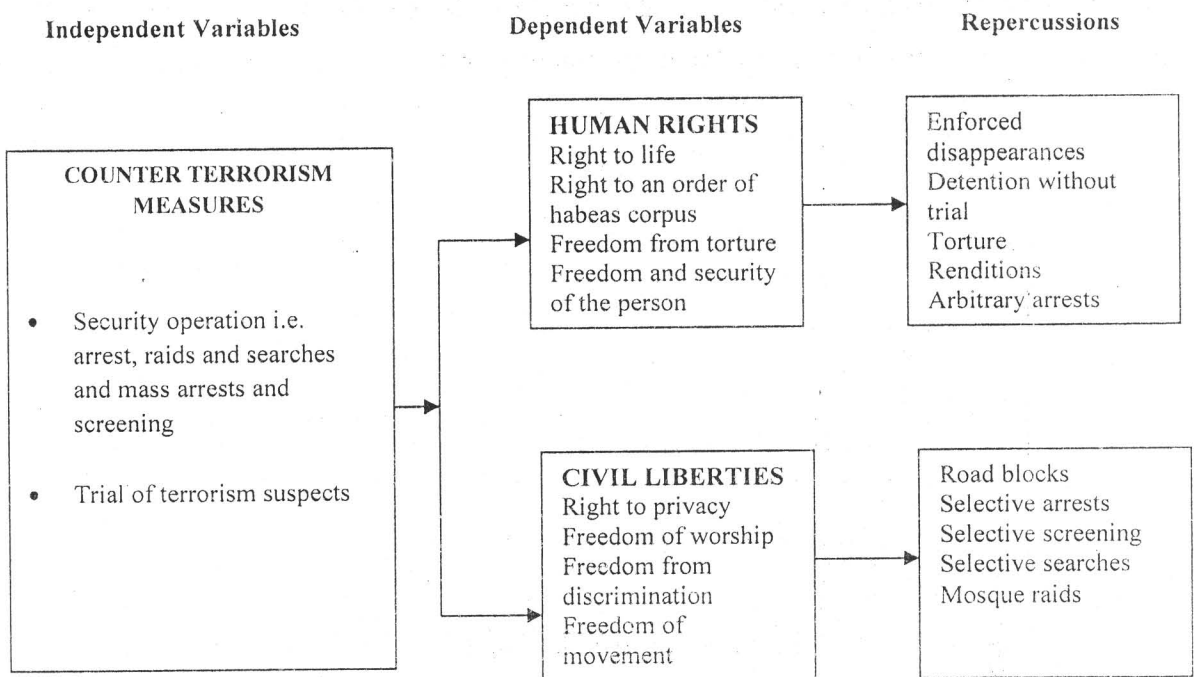 Independent Variables
Dependent Variables
Repercussions
COUNTER TERRORISM
MEASURES
• Security operation i.e.
arrest, raids and searches
and mass arrests and
screening
• Trial of terrorism suspects
HUMAN RIGHTS
Right to life
Right to an order of
habeas corpus
Freedom from torture
Freedom and security
of the person
Enforced
disappearances
Detention without
trial
Torture
Renditions
Arbitrary arrests
CIVIL LIBERTIES
Right to privacy
Freedom of worship
Freedom from
discrimination
Freedom of
movement
Road blocks
Selective arrests
Selective screening
Selective searches
Mosque raids